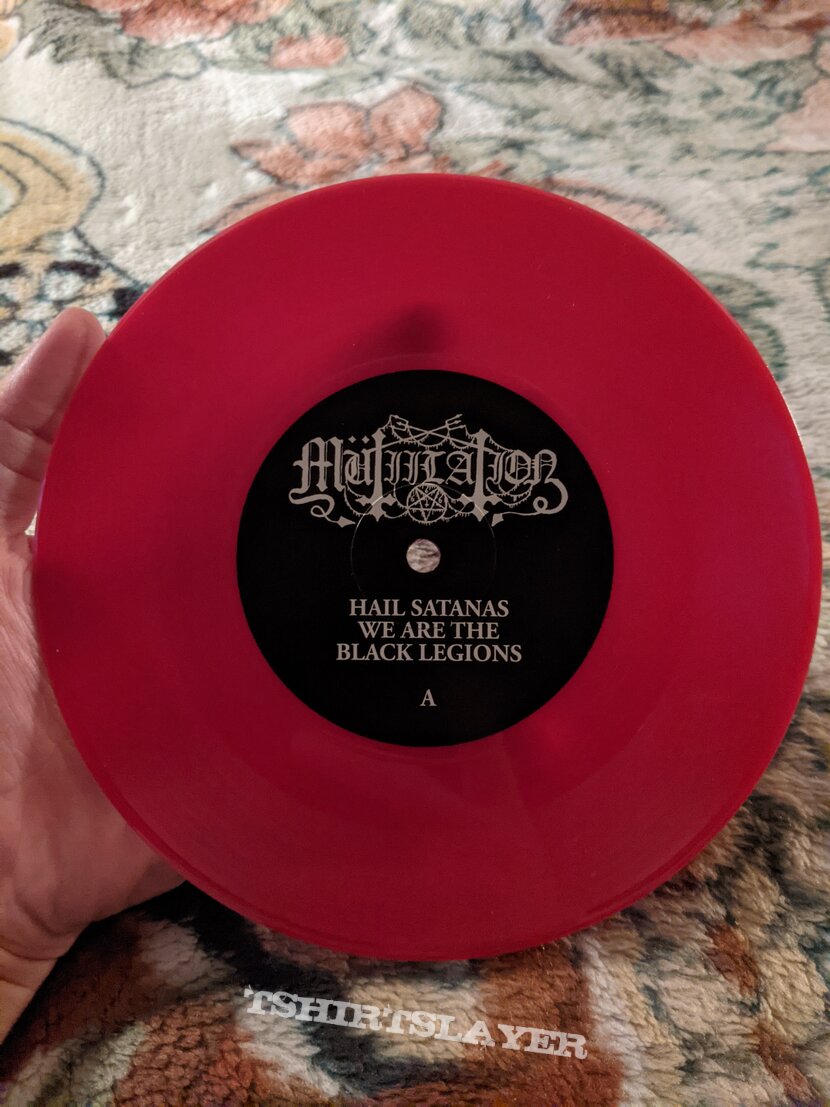 Mütiilation
HAIL SATANAS
WE ARE THE
BLACK LEGIONS
A
TSHIRTSLAYER